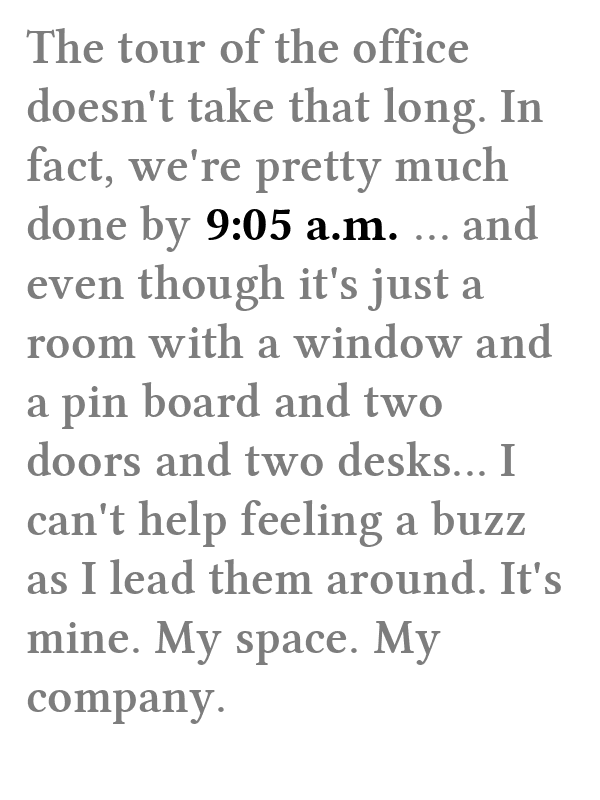 The tour of the office
doesn't take that long. In
fact, we're pretty much
done by 9:05 a.m. ... and
even though it's just a
room with a window and
a pin board and two
doors and two desks... I
can't help feeling a buzz
as I lead them around. It's
mine. My space. My
company.